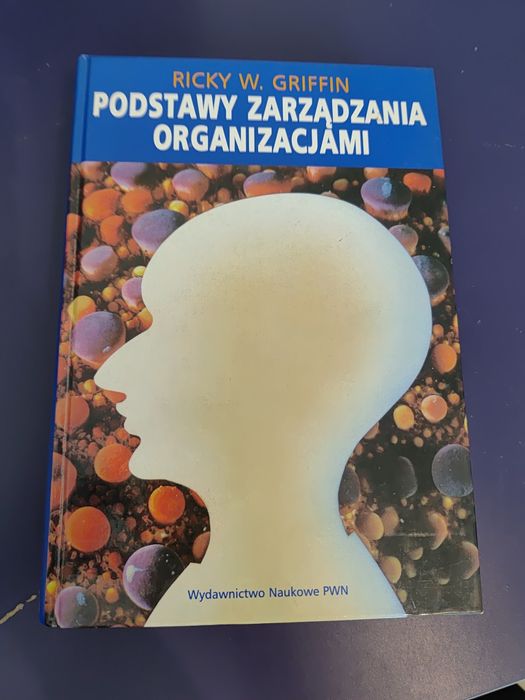 RICKY W. GRIFFIN
PODSTAWY ZARZĄDZANIA
ORGANIZACJAMI
Wydawnictwo Naukowe PWN